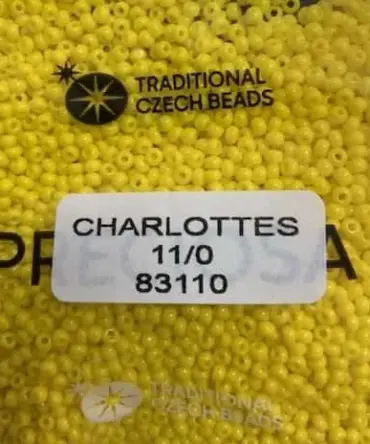 TRADITIONAL
CZECH BEADS
CHARLOTTES
11/0
83110
PRECIOSA
TRADITIONAL
CZECH BEADS